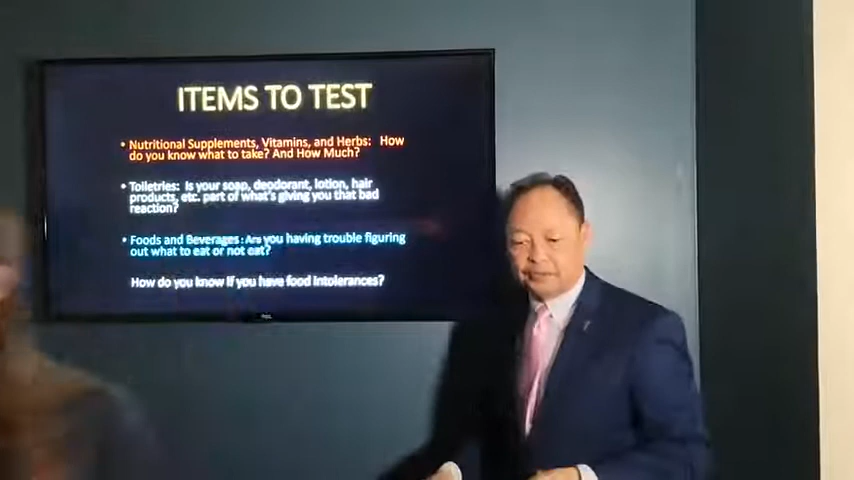 ITEMS TO TEST
• Nutritional Supplements, Vitamins, and Herbs: How
do you know what to take? And How Much?
• Toiletries: Is your soap, deodorant, lotion, hair
products, etc. part of what's giving you that bad
reaction?
• Foods and Beverages: Are you having trouble figuring
out what to eat or not eat?
How do you know if you have food intolerances?
TCL